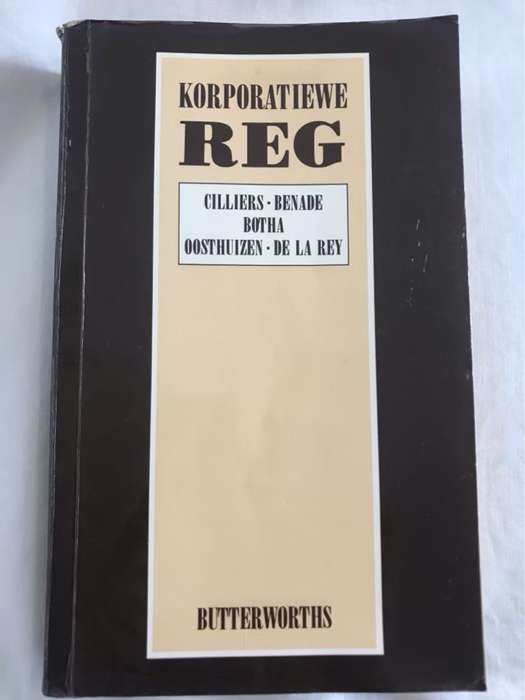 KORPORATIEWE
REG
CILLIERS · BENADE
BOTHA
OOSTHUIZEN · DE LA REY
BUTTERWORTHS